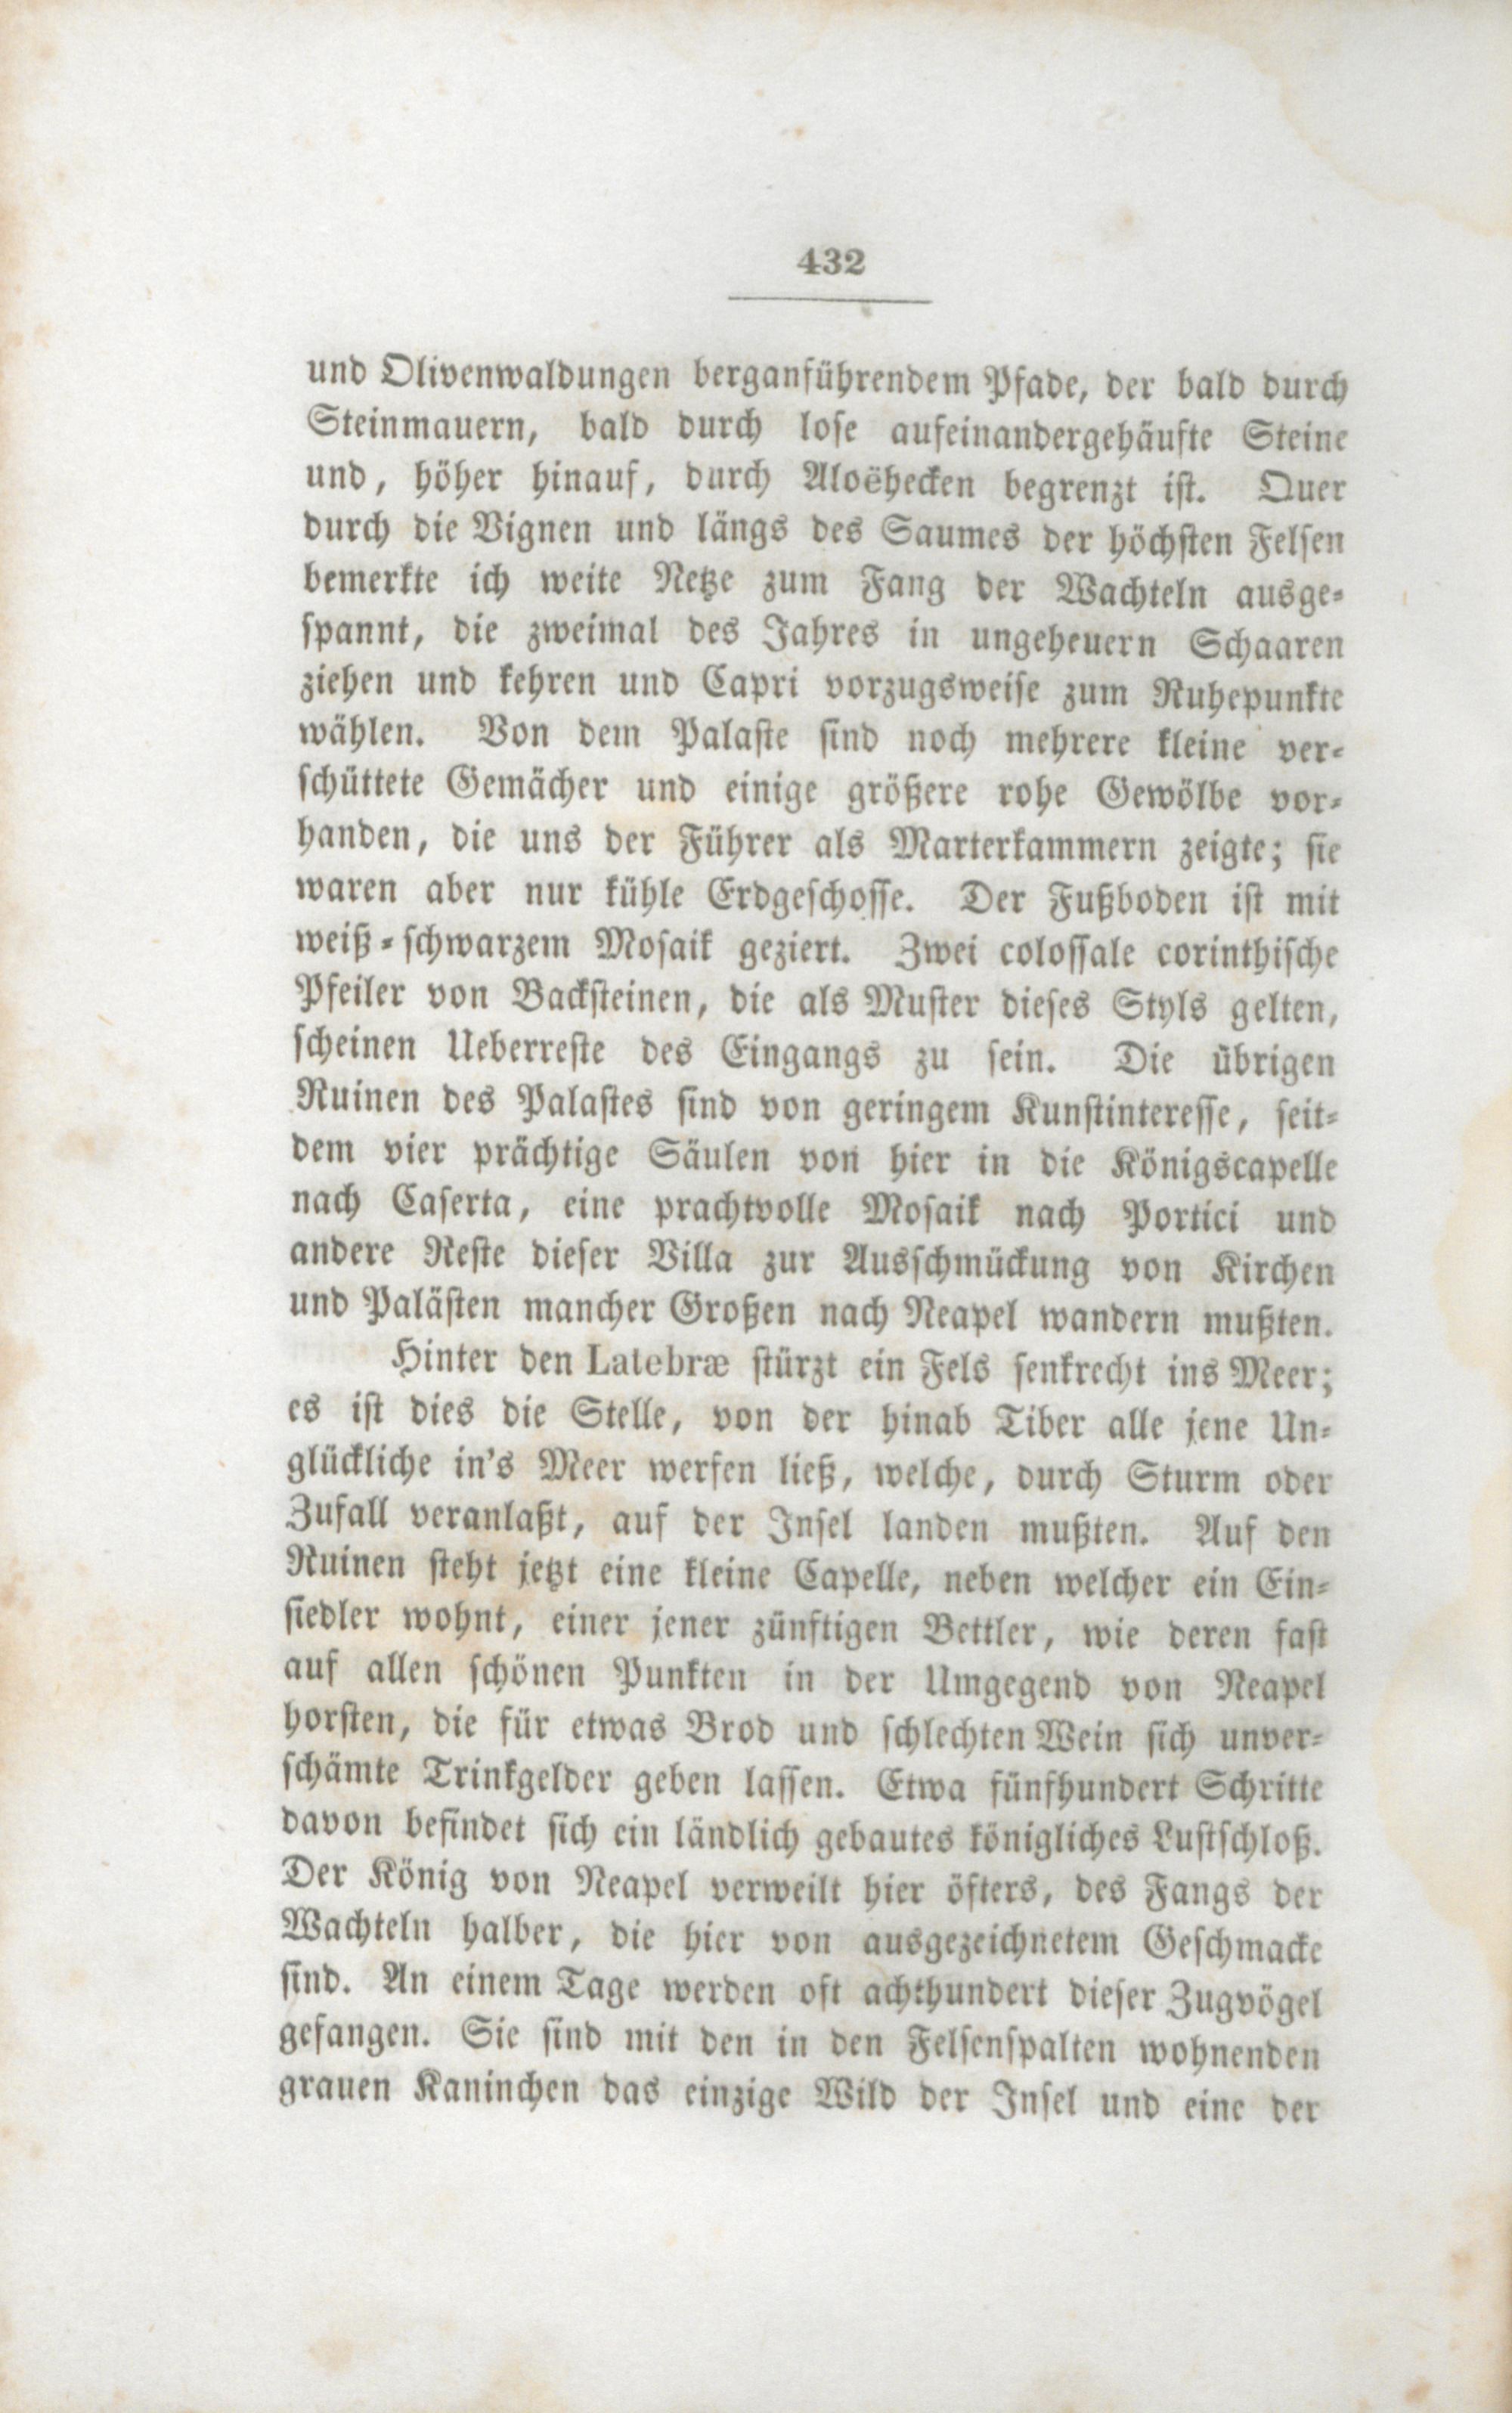 432
und Olivenwaldungen berganführendem Pfade, der bald durch
Steinmauern, bald durch lose aufeinandergehäufte Steine
und, höher hinauf, durch Aloëhecken begrenzt ist. Quer
durch die Vignen und längs des Saumes der höchsten Felsen
bemerkte ich weite Netze zum Fang der Wachteln ausge-
spannt, die zweimal des Jahres in ungeheuern Schaaren
ziehen und kehren und Capri vorzugsweise zum Ruhepunkte
wählen. Von dem Palaste sind noch mehrere kleine ver-
schüttete Gemächer und einige größere rohe Gewölbe vor-
handen, die uns der Führer als Marterkammern zeigte; sie
waren aber nur kühle Erdgeschosse. Der Fußboden ist mit
weiß-schwarzem Mosaik geziert. Zwei colossale corinthische
Pfeiler von Backsteinen, die als Muster dieses Styls gelten,
scheinen Ueberreste des Eingangs zu sein. Die übrigen
Ruinen des Palastes sind von geringem Kunstinteresse, seit-
dem vier prächtige Säulen von hier in die Königscapelle
nach Caserta, eine prachtvolle Mosaik nach Portici und
andere Reste dieser Villa zur Ausschmückung von Kirchen
und Palästen mancher Großen nach Neapel wandern mußten.
Hinter den Latebræ stürzt ein Fels senkrecht ins Meer;
es ist dies die Stelle, von der hinab Tiber alle jene Un-
glückliche in's Meer werfen ließ, welche, durch Sturm oder
Zufall veranlaßt, auf der Insel landen mußten. Auf den
Ruinen steht jetzt eine kleine Capelle, neben welcher ein Ein-
siedler wohnt, einer jener zünftigen Bettler, wie deren fast
auf allen schönen Punkten in der Umgegend von Neapel
horsten, die für etwas Brod und schlechten Wein sich unver-
schämte Trinkgelder geben lassen. Etwa fünfhundert Schritte
davon befindet sich ein ländlich gebautes königliches Lustschloß.
Der König von Neapel verweilt hier öfters, des Fangs der
Wachteln halber, die hier von ausgezeichnetem Geschmacke
sind. An einem Tage werden oft achthundert dieser Zugvögel
gefangen. Sie sind mit den in den Felsenspalten wohnenden
grauen Kaninchen das einzige Wild der Insel und eine der